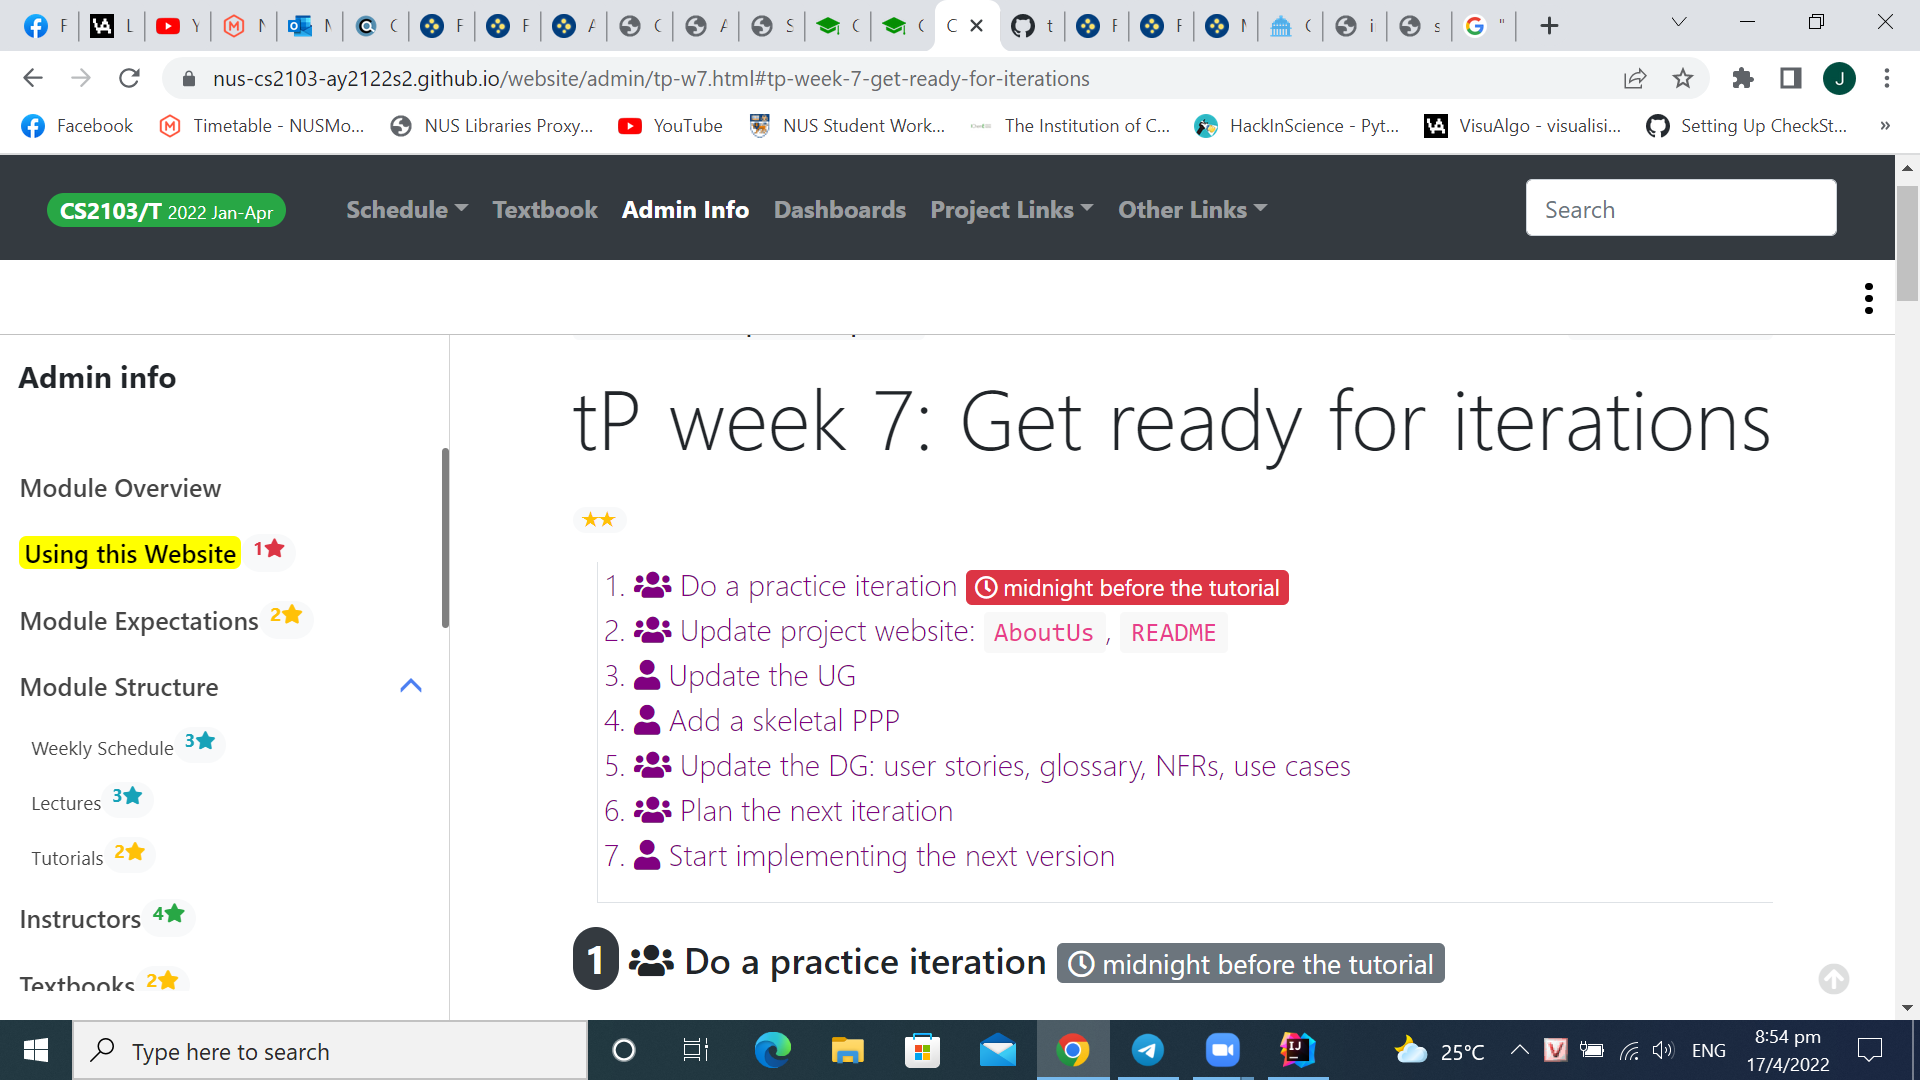 F L Y N N C F F A C A S C C C t F F M C i s "
nus-cs2103-ay2122s2.github.io/website/admin/tp-w7.html#tp-week-7-get-ready-for-iterations
J
Facebook Timetable - NUSMo... NUS Libraries Proxy... YouTube NUS Student Work... The Institution of C... HackInScience - Pyt... VisuAlgo - visualisi... Setting Up CheckSt... »
CS2103/T 2022 Jan-Apr Schedule Textbook Admin Info Dashboards Project Links Other Links Search
Admin info
Module Overview
Using this Website 1★
Module Expectations 2★
Module Structure
Weekly Schedule 3★
Lectures 3★
Tutorials 2★
Instructors 4★
Textbooks 2★
tP week 7: Get ready for iterations
★★
1. Do a practice iteration midnight before the tutorial
2. Update project website: AboutUs, README
3. Update the UG
4. Add a skeletal PPP
5. Update the DG: user stories, glossary, NFRs, use cases
6. Plan the next iteration
7. Start implementing the next version
1 Do a practice iteration midnight before the tutorial
Type here to search
25°C
ENG
8:54 pm
17/4/2022